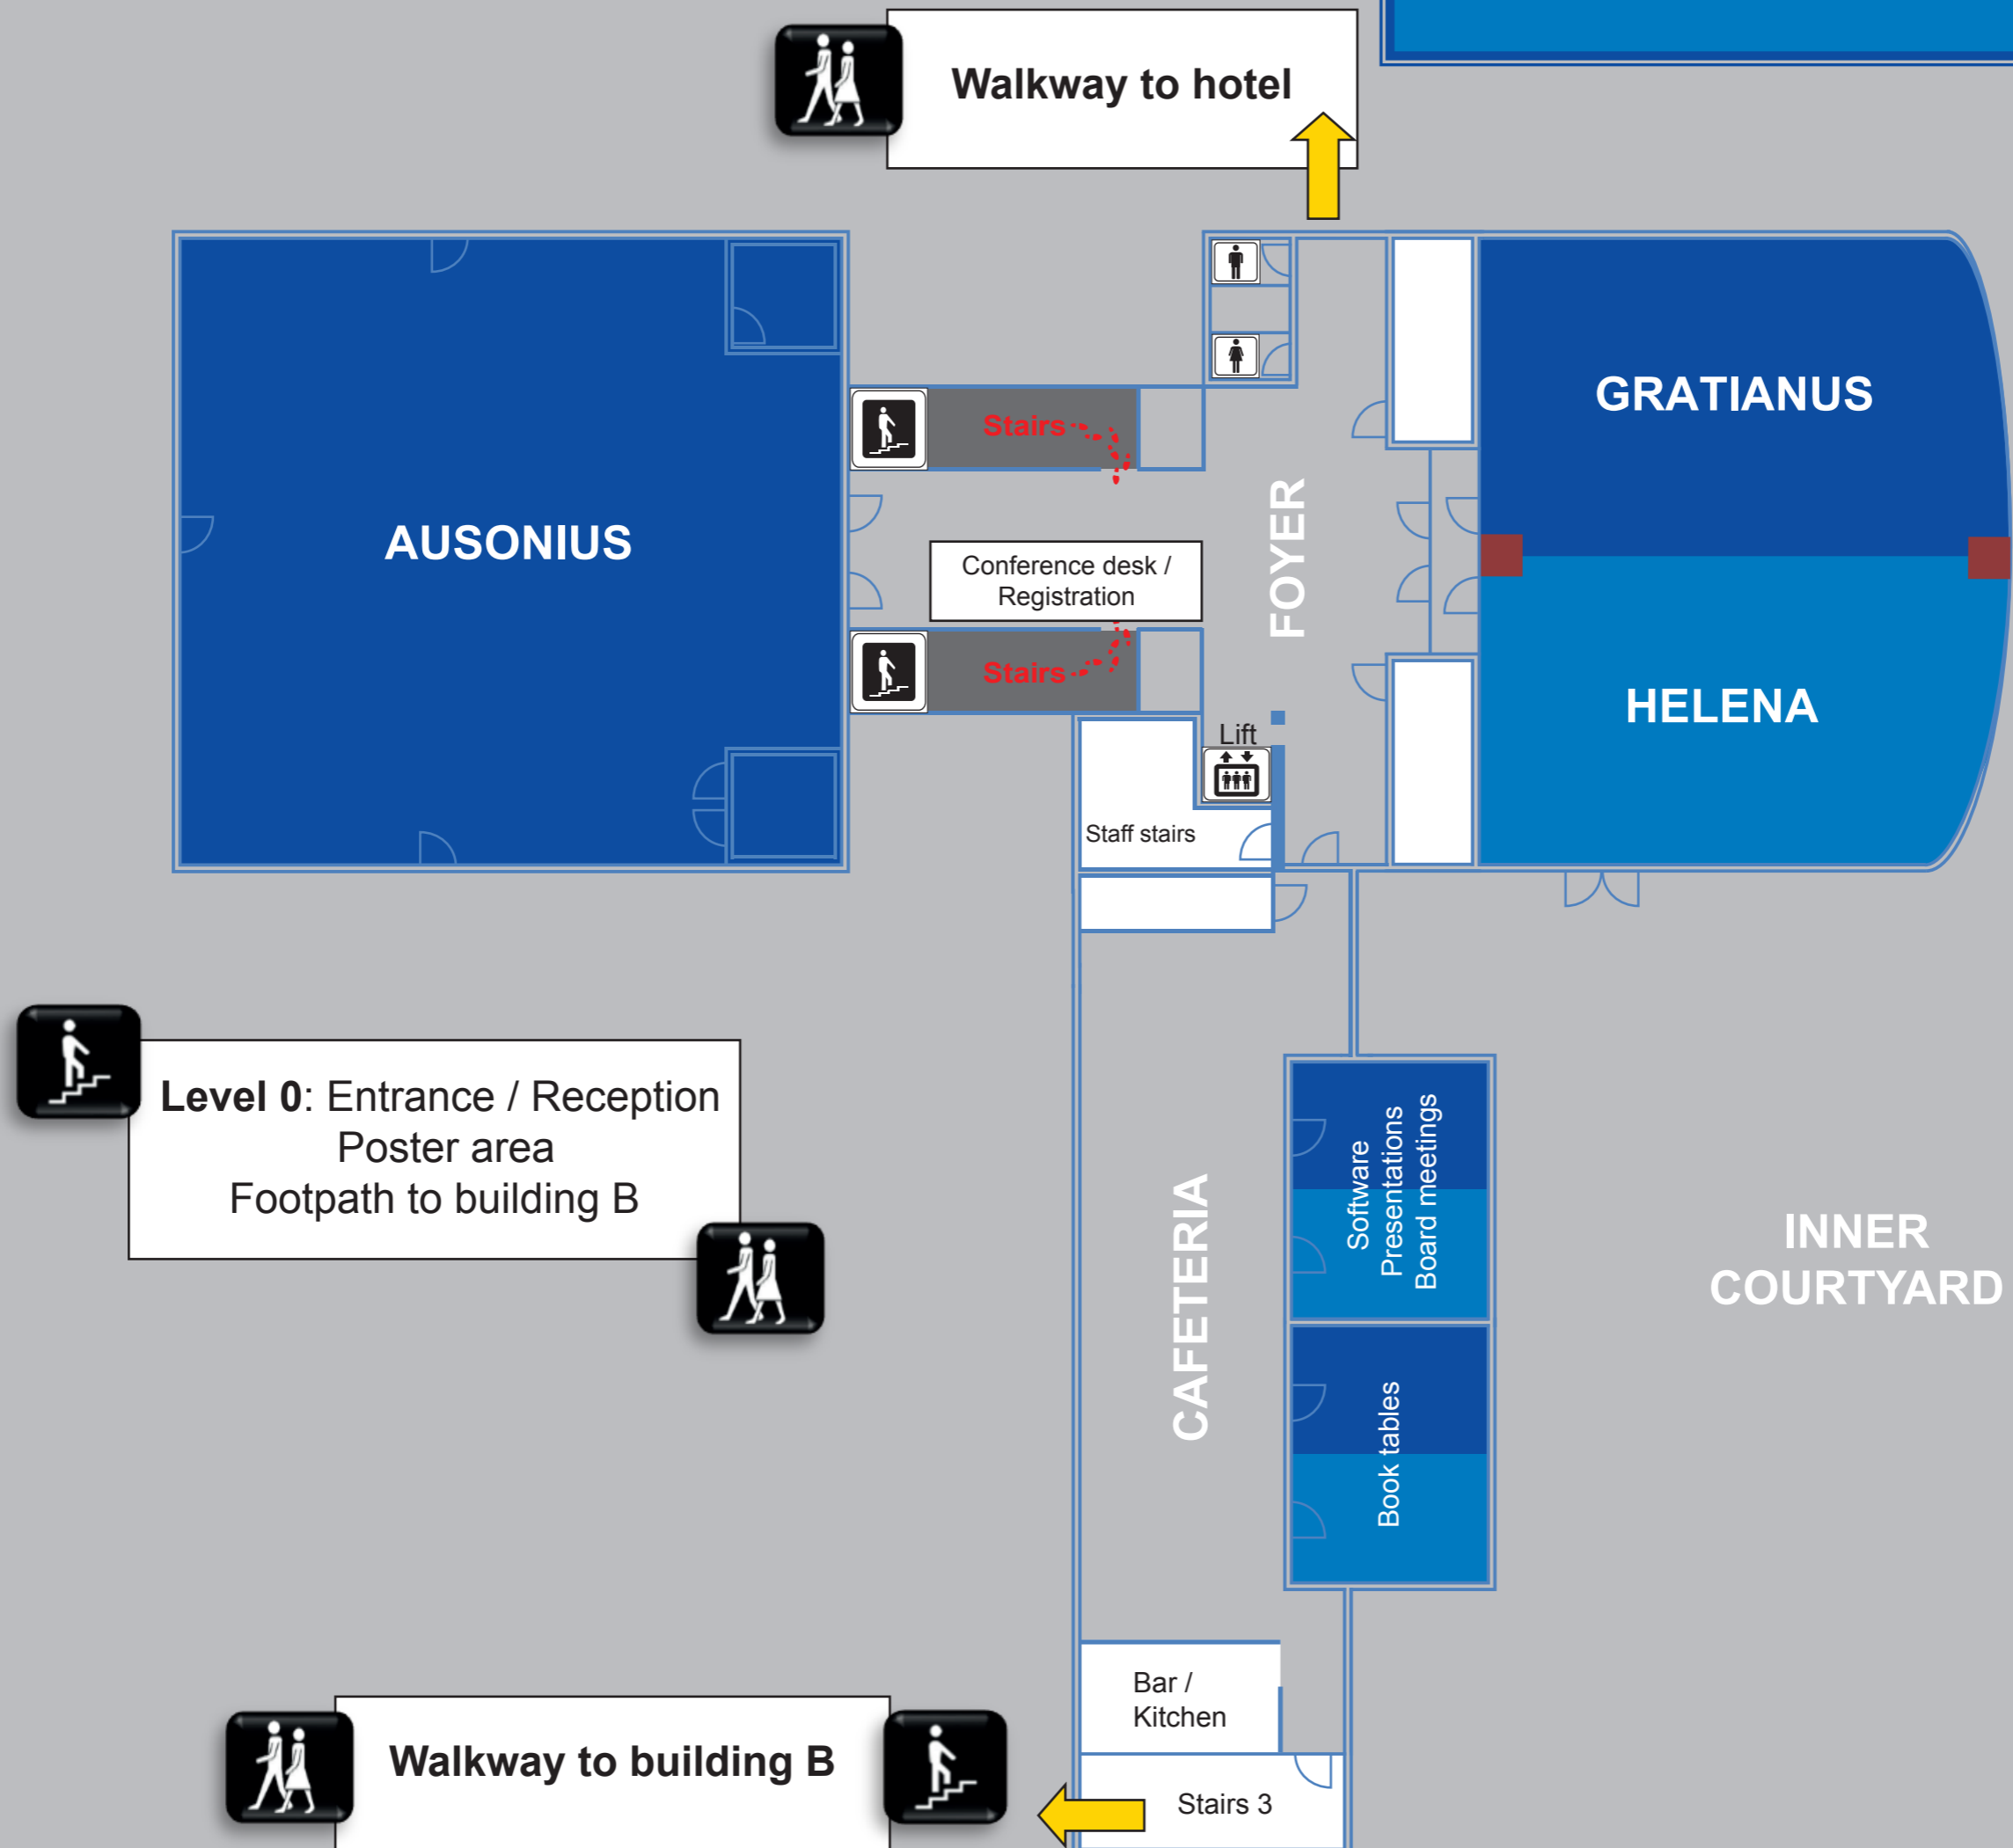 Walkway to hotel
GRATIANUS
Stairs
AUSONIUS
FOYER
Conference desk /
Registration
Stairs
HELENA
Lift
Staff stairs
Level 0: Entrance / Reception
Poster area
Footpath to building B
CAFETERIA
Software
Presentations
Board meetings
INNER
COURTYARD
Book tables
Bar /
Kitchen
Walkway to building B
Stairs 3